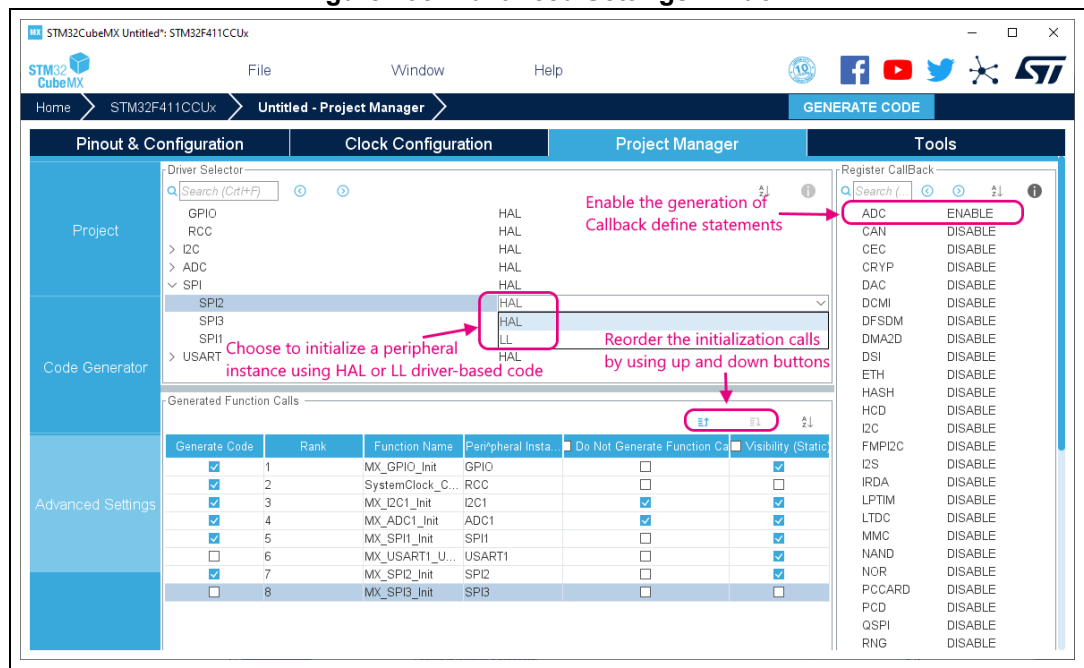 STM32CubeMX Untitled*: STM32F411CCUx
STM32 CubeMX
File Window Help
10
Home STM32F411CCUx Untitled - Project Manager GENERATE CODE
Pinout & Configuration Clock Configuration Project Manager Tools
Project
Code Generator
Advanced Settings
Driver Selector
Search (Crtl+F)
GPIO HAL
RCC HAL
> I2C HAL
> ADC HAL
SPI HAL
SPI2 HAL
SPI3 HAL
SPI1 LL
> USART HAL
Enable the generation of
Callback define statements
Choose to initialize a peripheral
instance using HAL or LL driver-based code
Reorder the initialization calls
by using up and down buttons
Generated Function Calls
Generate Code Rank Function Name Peri^pheral Insta... Do Not Generate Function Ca Visibility (Static)
1 MX_GPIO_Init GPIO
2 SystemClock_C... RCC
3 MX_I2C1_Init I2C1
4 MX_ADC1_Init ADC1
5 MX_SPI1_Init SPI1
6 MX_USART1_U... USART1
7 MX_SPI2_Init SPI2
8 MX_SPI3_Init SPI3
Register CallBack
Search (...
ADC ENABLE
CAN DISABLE
CEC DISABLE
CRYP DISABLE
DAC DISABLE
DCMI DISABLE
DFSDM DISABLE
DMA2D DISABLE
DSI DISABLE
ETH DISABLE
HASH DISABLE
HCD DISABLE
I2C DISABLE
FMPI2C DISABLE
I2S DISABLE
IRDA DISABLE
LPTIM DISABLE
LTDC DISABLE
MMC DISABLE
NAND DISABLE
NOR DISABLE
PCCARD DISABLE
PCD DISABLE
QSPI DISABLE
RNG DISABLE